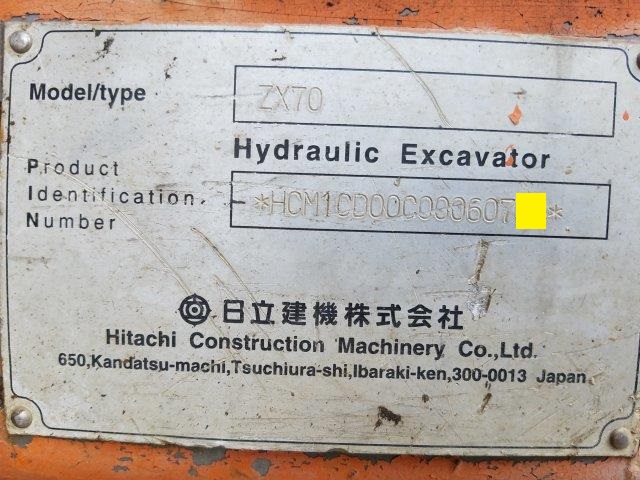 Model/type
ZX70
Hydraulic Excavator
Product
Identification
Number
日立建機株式会社
Hitachi Construction Machinery Co.,Ltd.
650,Kandatsu-machi,Tsuchiura-shi,Ibaraki-ken,300-0013 Japan